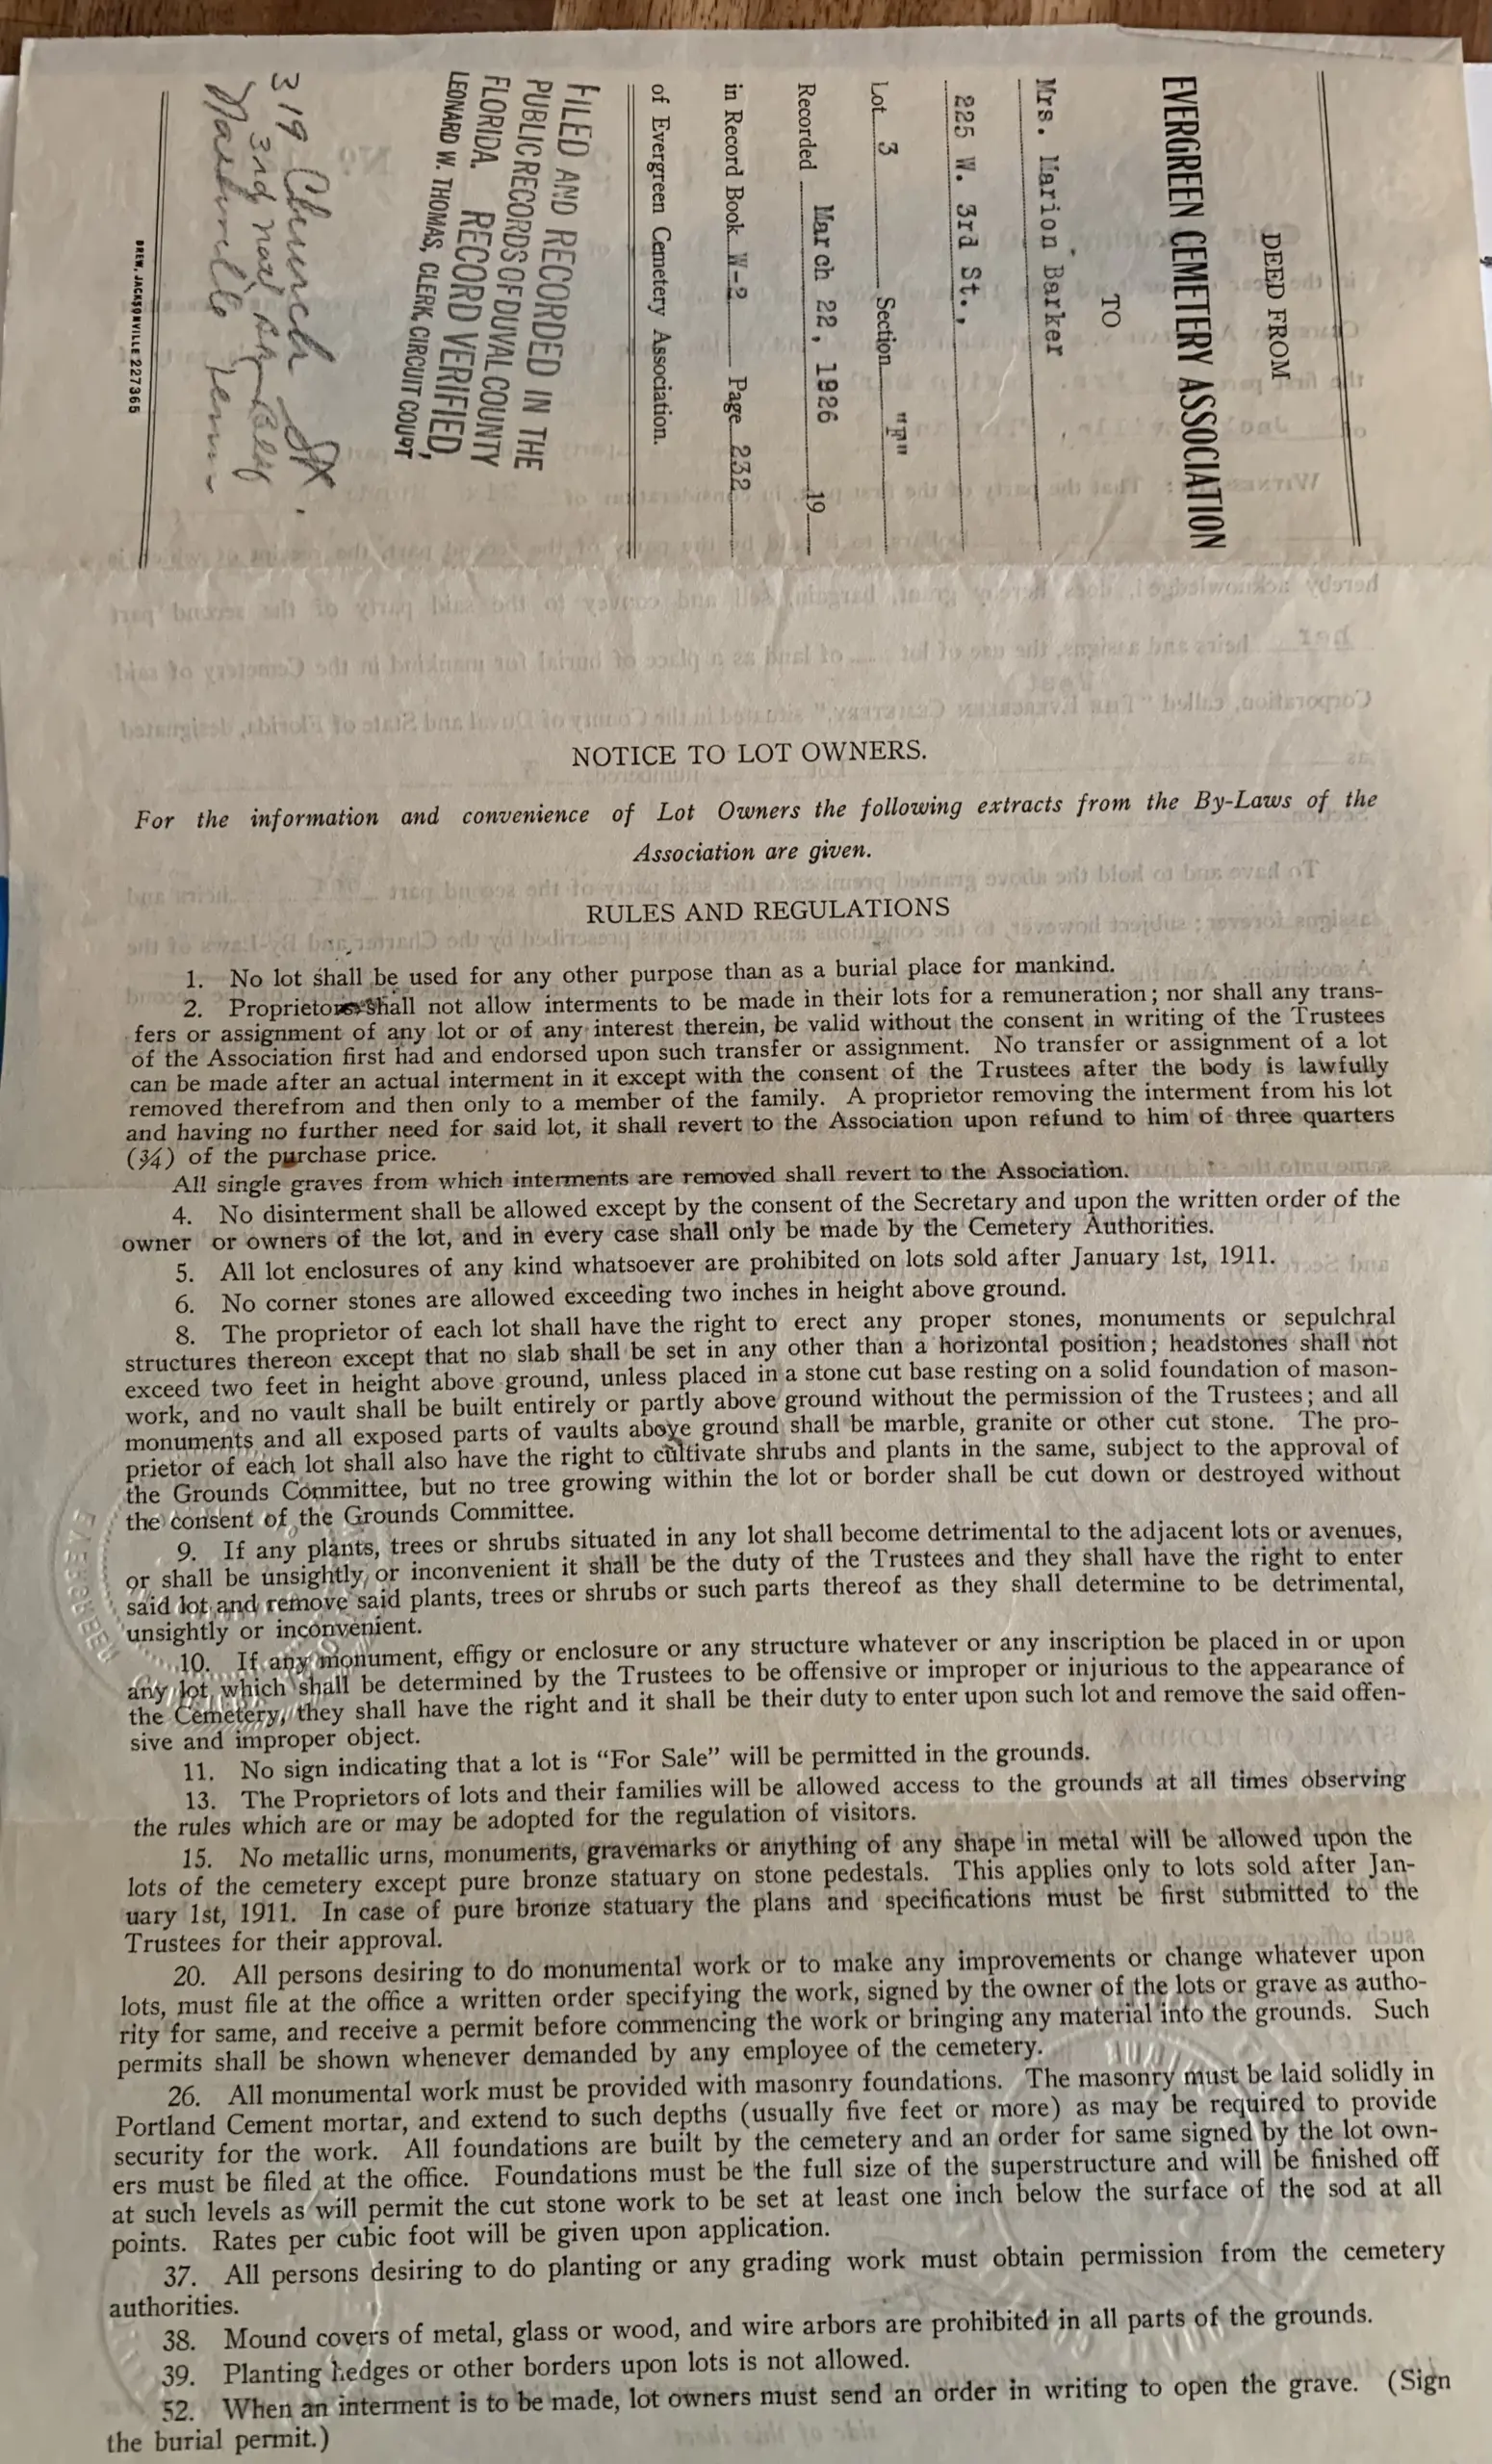 DEED FROM
EVERGREEN CEMETERY ASSOCIATION
TO
Mrs. Marion Barker
225 W. 3rd St.,
Lot 3 Section "F"
Recorded March 22, 1926 19
in Record Book W-2 Page 232
of Evergreen Cemetery Association.
FILED AND RECORDED IN THE
PUBLIC RECORDS OF DUVAL COUNTY
FLORIDA. RECORD VERIFIED,
LEONARD W. THOMAS, CLERK, CIRCUIT COURT
319 Church St.
3rd Natl
Nashville Tenn
DREW, JACKSONVILLE 227365
NOTICE TO LOT OWNERS.
For the information and convenience of Lot Owners the following extracts from the By-Laws of the
Association are given.
RULES AND REGULATIONS
1. No lot shall be used for any other purpose than as a burial place for mankind.
2. Proprietors shall not allow interments to be made in their lots for a remuneration; nor shall any trans-
fers or assignment of any lot or of any interest therein, be valid without the consent in writing of the Trustees
of the Association first had and endorsed upon such transfer or assignment. No transfer or assignment of a lot
can be made after an actual interment in it except with the consent of the Trustees after the body is lawfully
removed therefrom and then only to a member of the family. A proprietor removing the interment from his lot
and having no further need for said lot, it shall revert to the Association upon refund to him of three quarters
(¾) of the purchase price.
All single graves from which interments are removed shall revert to the Association.
4. No disinterment shall be allowed except by the consent of the Secretary and upon the written order of the
owner or owners of the lot, and in every case shall only be made by the Cemetery Authorities.
5. All lot enclosures of any kind whatsoever are prohibited on lots sold after January 1st, 1911.
6. No corner stones are allowed exceeding two inches in height above ground.
8. The proprietor of each lot shall have the right to erect any proper stones, monuments or sepulchral
structures thereon except that no slab shall be set in any other than a horizontal position; headstones shall not
exceed two feet in height above ground, unless placed in a stone cut base resting on a solid foundation of mason-
work, and no vault shall be built entirely or partly above ground without the permission of the Trustees; and all
monuments and all exposed parts of vaults above ground shall be marble, granite or other cut stone. The pro-
prietor of each lot shall also have the right to cultivate shrubs and plants in the same, subject to the approval of
the Grounds Committee, but no tree growing within the lot or border shall be cut down or destroyed without
the consent of the Grounds Committee.
9. If any plants, trees or shrubs situated in any lot shall become detrimental to the adjacent lots or avenues,
or shall be unsightly or inconvenient it shall be the duty of the Trustees and they shall have the right to enter
said lot and remove said plants, trees or shrubs or such parts thereof as they shall determine to be detrimental,
unsightly or inconvenient.
10. If any monument, effigy or enclosure or any structure whatever or any inscription be placed in or upon
any lot which shall be determined by the Trustees to be offensive or improper or injurious to the appearance of
the Cemetery, they shall have the right and it shall be their duty to enter upon such lot and remove the said offen-
sive and improper object.
11. No sign indicating that a lot is "For Sale" will be permitted in the grounds.
13. The Proprietors of lots and their families will be allowed access to the grounds at all times observing
the rules which are or may be adopted for the regulation of visitors.
15. No metallic urns, monuments, gravemarks or anything of any shape in metal will be allowed upon the
lots of the cemetery except pure bronze statuary on stone pedestals. This applies only to lots sold after Jan-
uary 1st, 1911. In case of pure bronze statuary the plans and specifications must be first submitted to the
Trustees for their approval.
20. All persons desiring to do monumental work or to make any improvements or change whatever upon
lots, must file at the office a written order specifying the work, signed by the owner of the lots or grave as autho-
rity for same, and receive a permit before commencing the work or bringing any material into the grounds. Such
permits shall be shown whenever demanded by any employee of the cemetery.
26. All monumental work must be provided with masonry foundations. The masonry must be laid solidly in
Portland Cement mortar, and extend to such depths (usually five feet or more) as may be required to provide
security for the work. All foundations are built by the cemetery and an order for same signed by the lot own-
ers must be filed at the office. Foundations must be the full size of the superstructure and will be finished off
at such levels as will permit the cut stone work to be set at least one inch below the surface of the sod at all
points. Rates per cubic foot will be given upon application.
37. All persons desiring to do planting or any grading work must obtain permission from the cemetery
authorities.
38. Mound covers of metal, glass or wood, and wire arbors are prohibited in all parts of the grounds.
39. Planting hedges or other borders upon lots is not allowed.
52. When an interment is to be made, lot owners must send an order in writing to open the grave. (Sign
the burial permit.)